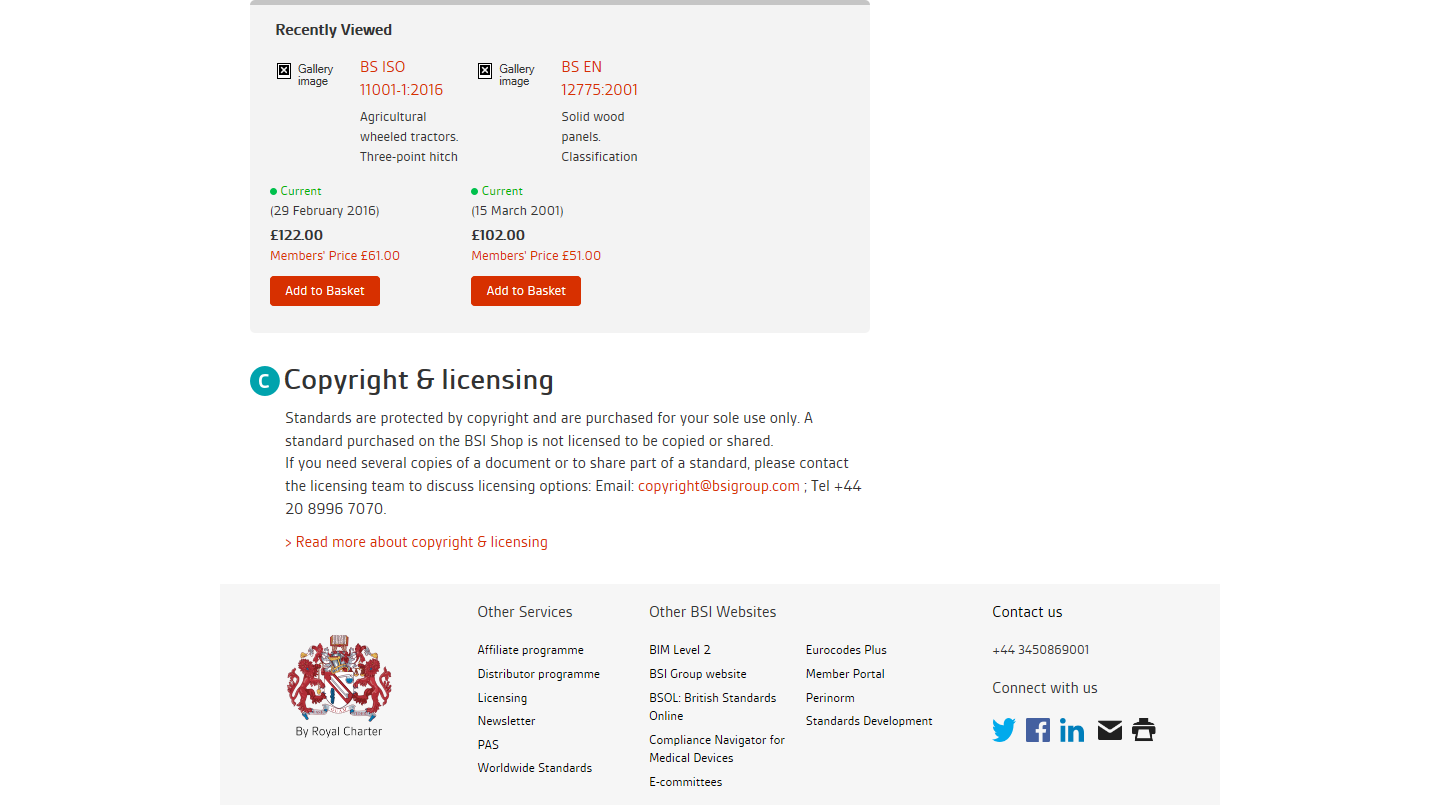 Recently Viewed
Gallery
image
BS ISO
11001-1:2016
Agricultural
wheeled tractors.
Three-point hitch
Current
(29 February 2016)
£122.00
Members' Price £61.00
Add to Basket
Gallery
image
BS EN
12775:2001
Solid wood
panels.
Classification
Current
(15 March 2001)
£102.00
Members' Price £51.00
Add to Basket
C Copyright & licensing
Standards are protected by copyright and are purchased for your sole use only. A
standard purchased on the BSI Shop is not licensed to be copied or shared.
If you need several copies of a document or to share part of a standard, please contact
the licensing team to discuss licensing options: Email: copyright@bsigroup.com ; Tel +44
20 8996 7070.
> Read more about copyright & licensing
By Royal Charter
Other Services
Affiliate programme
Distributor programme
Licensing
Newsletter
PAS
Worldwide Standards
Other BSI Websites
BIM Level 2
BSI Group website
BSOL: British Standards
Online
Compliance Navigator for
Medical Devices
E-committees
Eurocodes Plus
Member Portal
Perinorm
Standards Development
Contact us
+44 3450869001
Connect with us